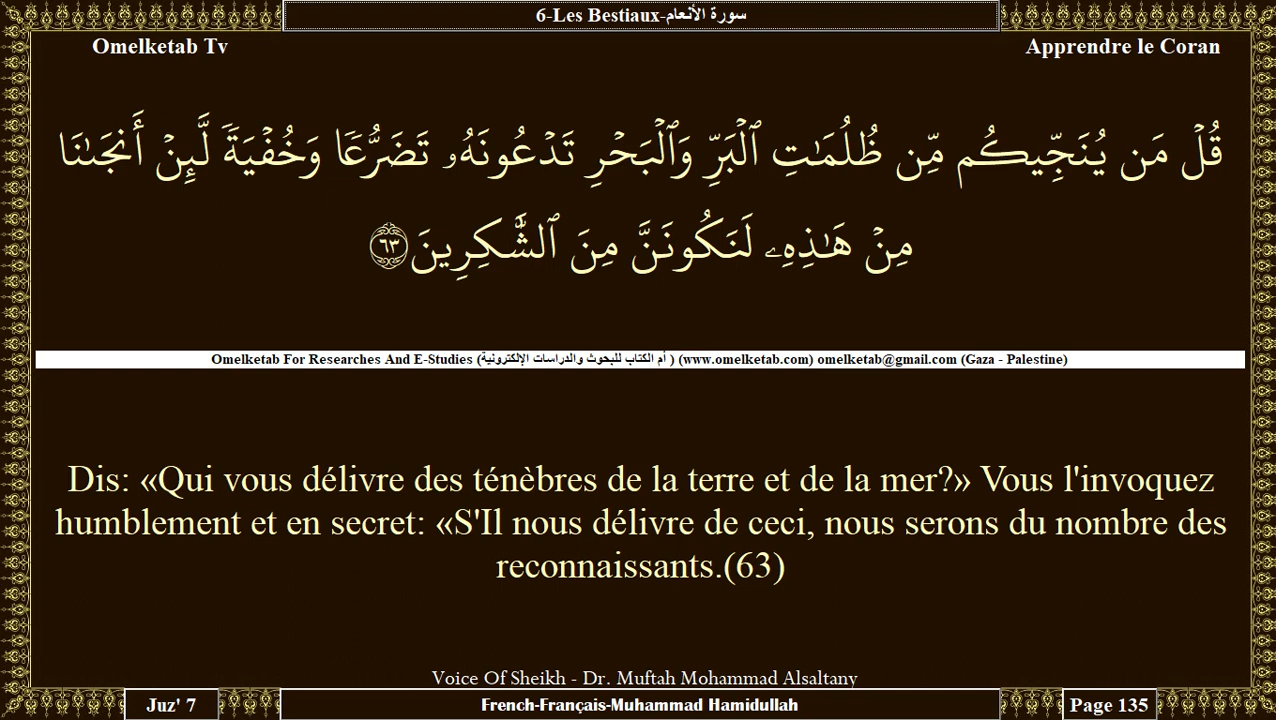 6-Les Bestiaux-سورة الأنعام
Omelketab Tv
Apprendre le Coran
قُلۡ مَن يُنَجِّيكُم مِّن ظُلُمَٰتِ ٱلۡبَرِّ وَٱلۡبَحۡرِ تَدۡعُونَهُۥ تَضَرُّعٗا وَخُفۡيَةٗ لَّئِنۡ أَنجَىٰنَا
مِنۡ هَٰذِهِۦ لَنَكُونَنَّ مِنَ ٱلشَّٰكِرِينَ ٦٣
Omelketab For Researches And E-Studies (أم الكتاب للبحوث والدراسات الإلكترونية ) (www.omelketab.com) omelketab@gmail.com (Gaza - Palestine)
Dis: «Qui vous délivre des ténèbres de la terre et de la mer?» Vous l'invoquez
humblement et en secret: «S'Il nous délivre de ceci, nous serons du nombre des
reconnaissants.(63)
Voice Of Sheikh - Dr. Muftah Mohammad Alsaltany
Juz' 7
French-Français-Muhammad Hamidullah
Page 135